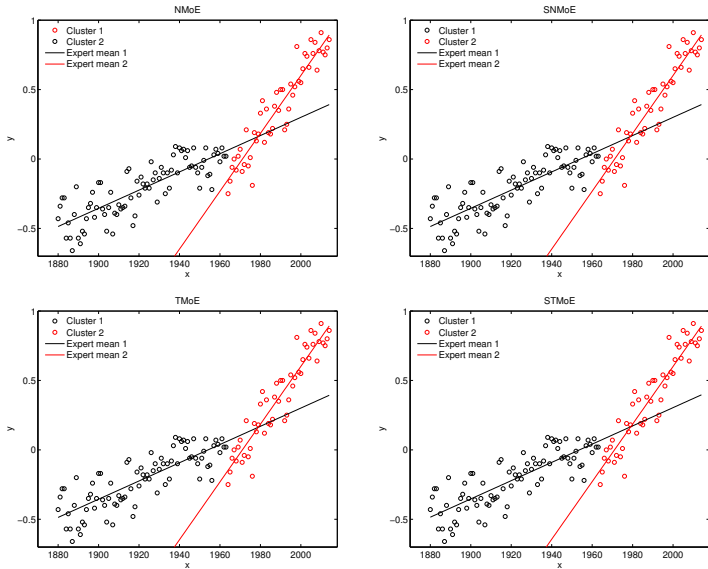 NMoE
Cluster 1
Cluster 2
Expert mean 1
Expert mean 2
1
0.5
0
−0.5
y
1880 1900 1920 1940 1960 1980 2000
x
SNMoE
Cluster 1
Cluster 2
Expert mean 1
Expert mean 2
1
0.5
0
−0.5
y
1880 1900 1920 1940 1960 1980 2000
x
TMoE
Cluster 1
Cluster 2
Expert mean 1
Expert mean 2
1
0.5
0
−0.5
y
1880 1900 1920 1940 1960 1980 2000
x
STMoE
Cluster 1
Cluster 2
Expert mean 1
Expert mean 2
1
0.5
0
−0.5
y
1880 1900 1920 1940 1960 1980 2000
x